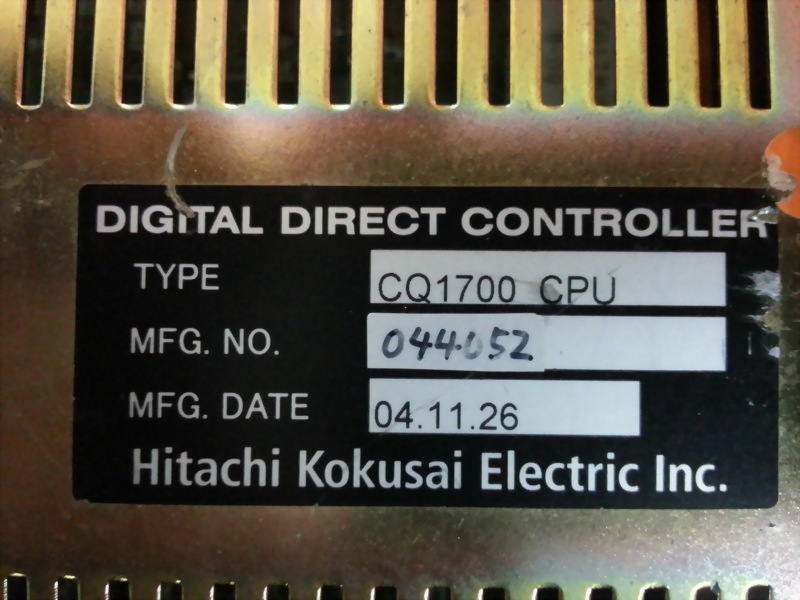 DIGITAL DIRECT CONTROLLER
TYPE CQ1700 CPU
MFG. NO. 044052
MFG. DATE 04.11.26
Hitachi Kokusai Electric Inc.